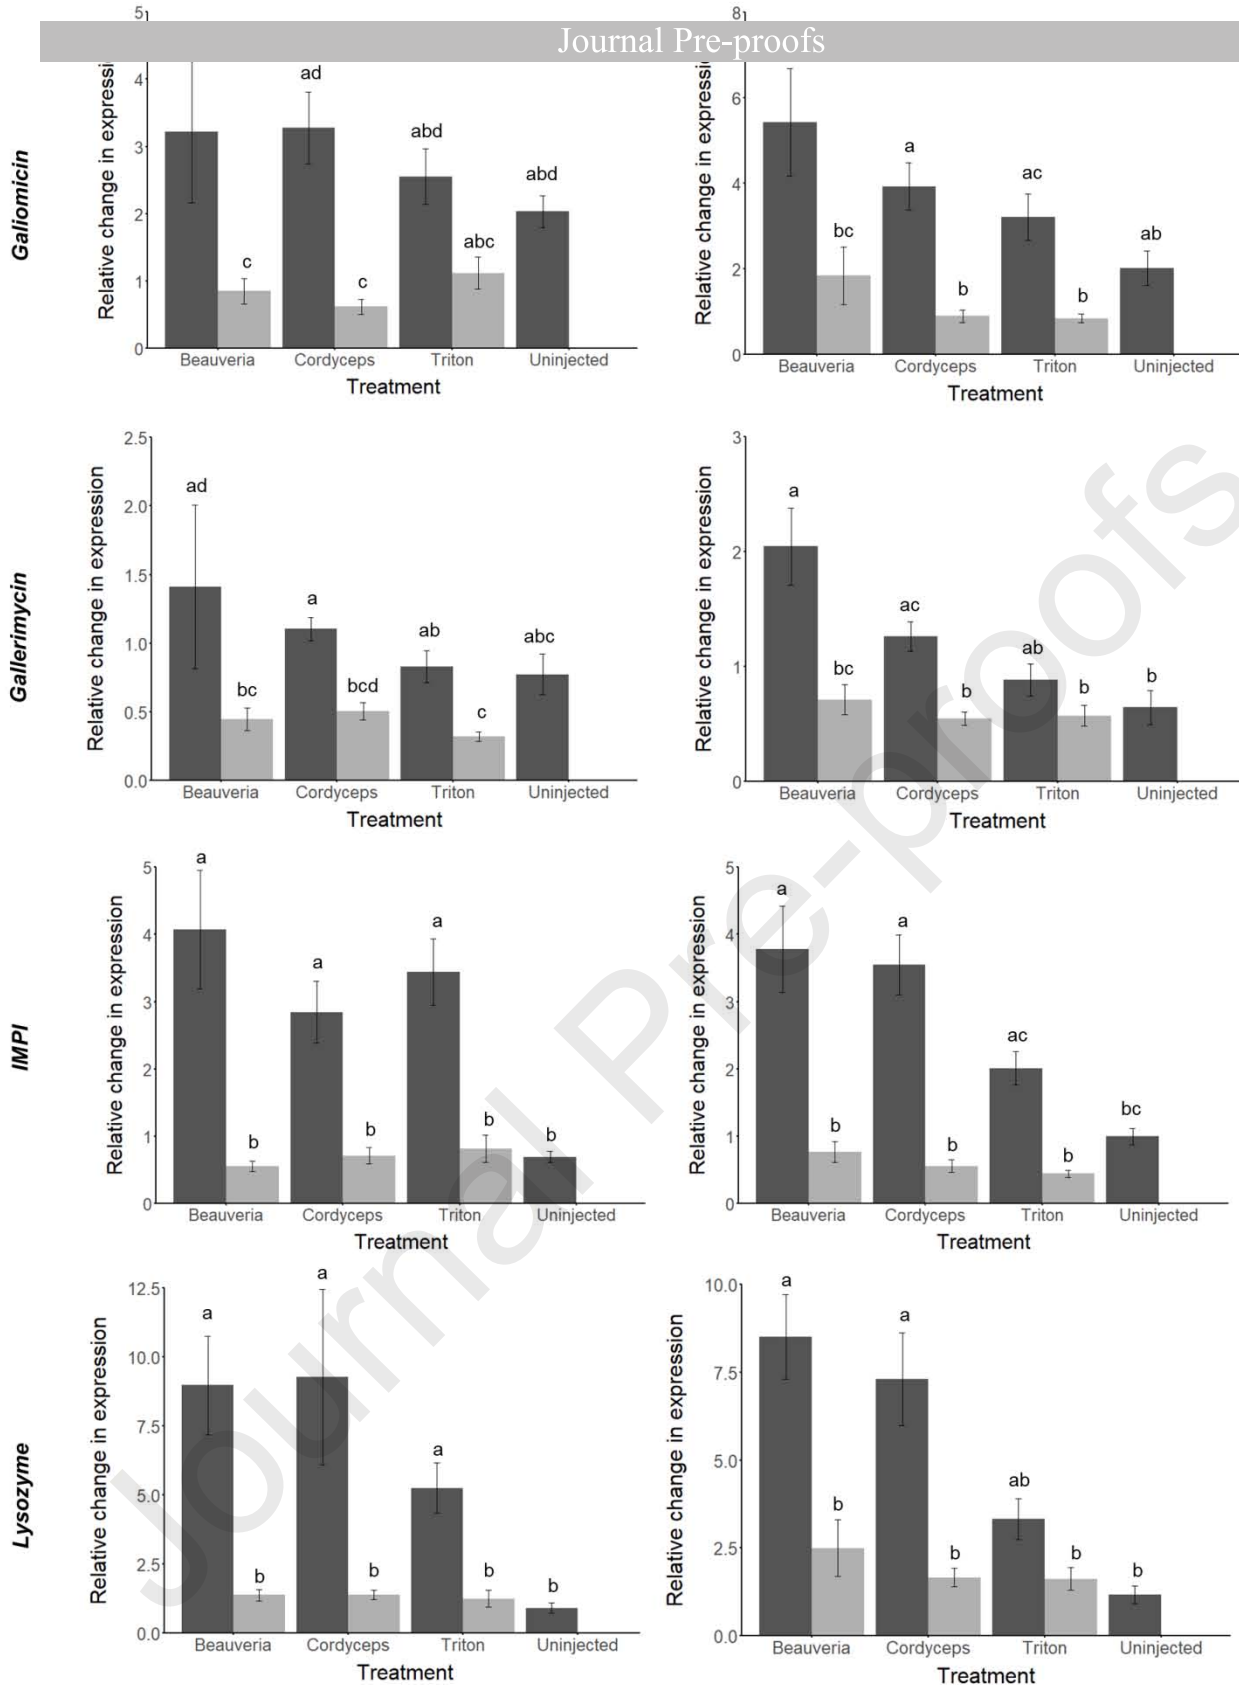 Journal Pre-proofs
Galiomicin
Relative change in expression
5
4
3
2
1
0
ad
abd
abd
c
c
abc
Beauveria Cordyceps Triton Uninjected
Treatment
Relative change in expression
8
6
4
2
0
a
ac
ab
bc
b
b
Beauveria Cordyceps Triton Uninjected
Treatment
Gallerimycin
Relative change in expression
2.5
2.0
1.5
1.0
0.5
0.0
ad
a
ab
abc
bc
bcd
c
Beauveria Cordyceps Triton Uninjected
Treatment
Relative change in expression
3
2
1
0
a
ac
ab
b
bc
b
b
Beauveria Cordyceps Triton Uninjected
Treatment
IMPI
Relative change in expression
5
4
3
2
1
0
a
a
a
b
b
b
b
Beauveria Cordyceps Triton Uninjected
Treatment
Relative change in expression
5
4
3
2
1
0
a
a
ac
bc
b
b
b
Beauveria Cordyceps Triton Uninjected
Treatment
Lysozyme
Relative change in expression
12.5
10.0
7.5
5.0
2.5
0.0
a
a
a
b
b
b
b
Beauveria Cordyceps Triton Uninjected
Treatment
Relative change in expression
10.0
7.5
5.0
2.5
0.0
a
a
ab
b
b
b
b
Beauveria Cordyceps Triton Uninjected
Treatment
Journal Pre-proofs